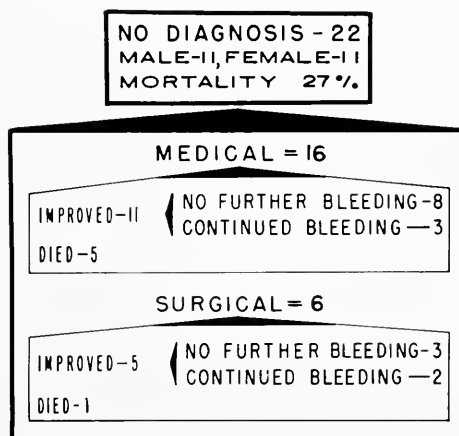 NO DIAGNOSIS - 22
MALE-11, FEMALE-11
MORTALITY 27%
MEDICAL = 16
IMPROVED-11
NO FURTHER BLEEDING-8
CONTINUED BLEEDING-3
DIED-5
SURGICAL = 6
IMPROVED-5
NO FURTHER BLEEDING-3
CONTINUED BLEEDING-2
DIED-1